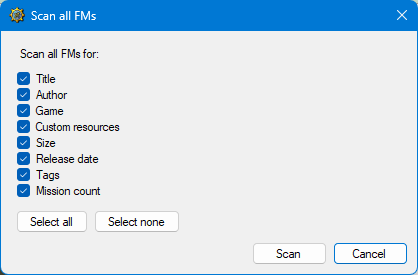 Scan all FMs
Scan all FMs for:
Title
Author
Game
Custom resources
Size
Release date
Tags
Mission count
Select all
Select none
Scan
Cancel